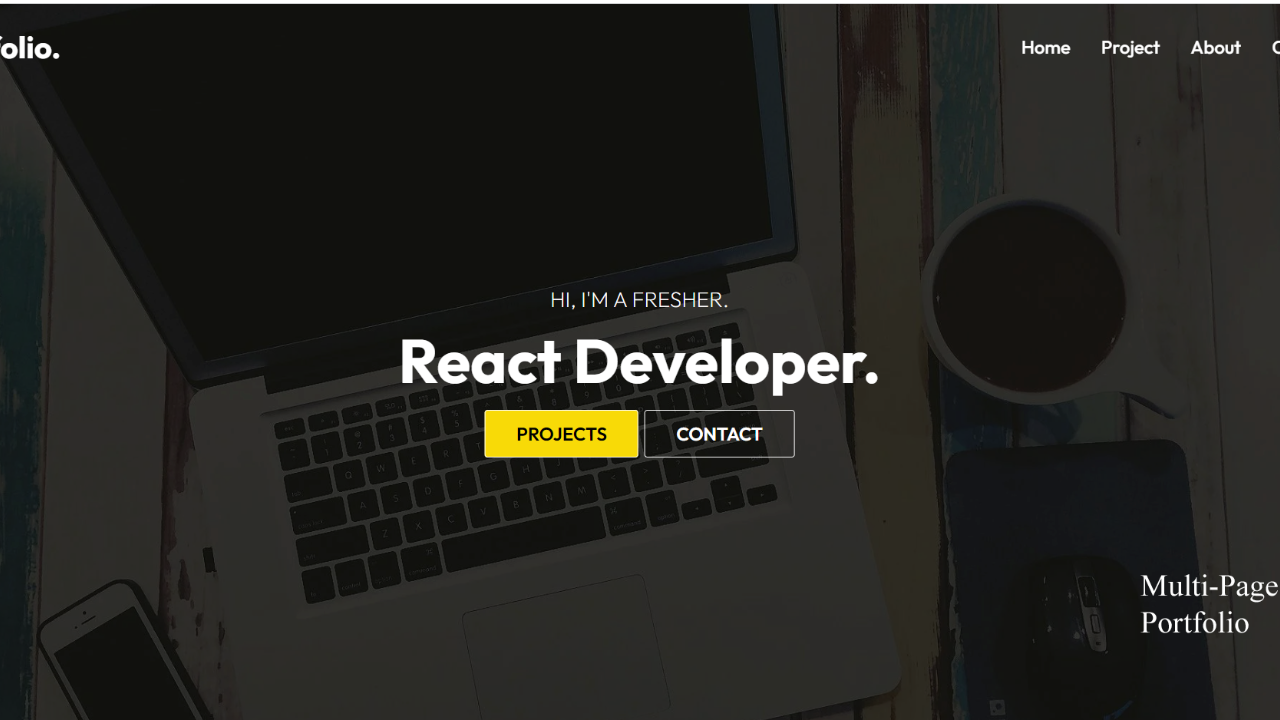 folio.
Home Project About
HI, I'M A FRESHER.
React Developer.
PROJECTS CONTACT
Multi-Page
Portfolio